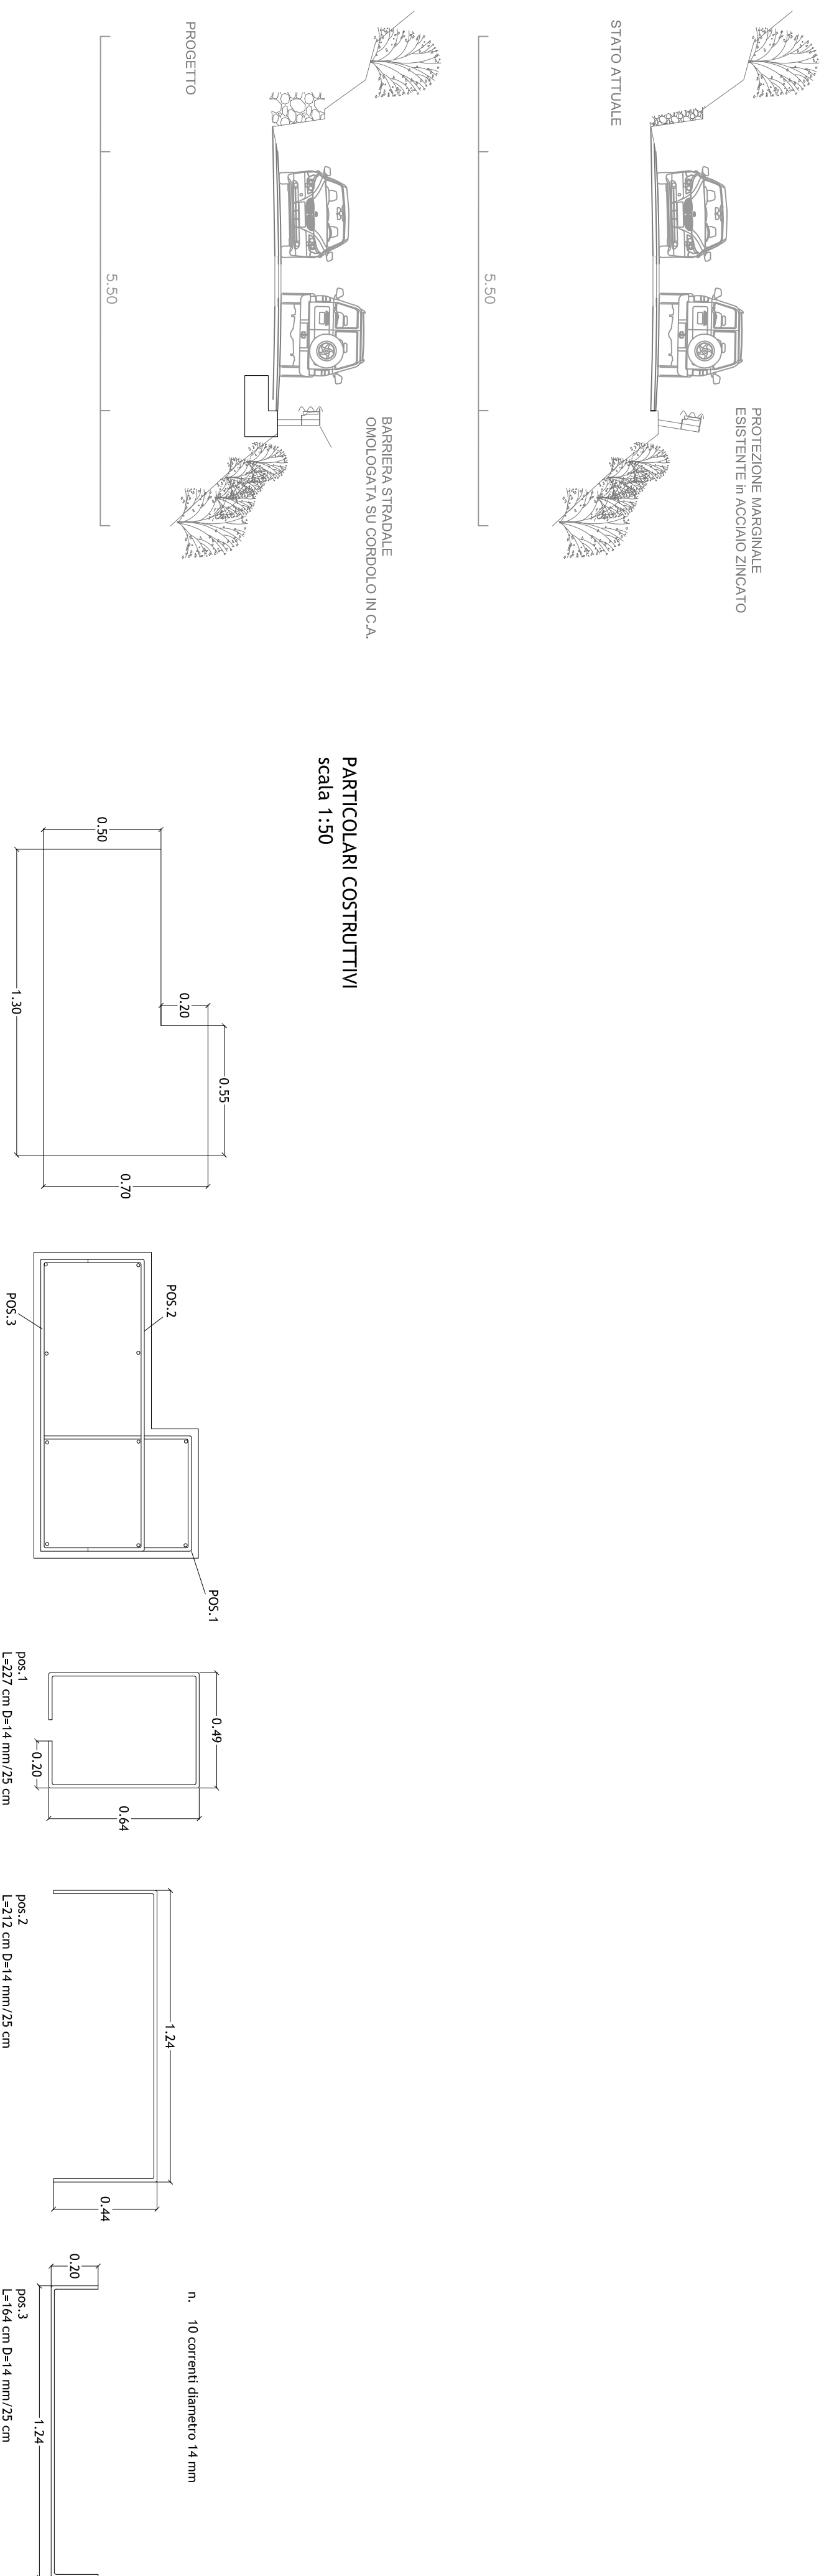 STATO ATTUALE
PROTEZIONE MARGINALE
ESISTENTE in ACCIAIO ZINCATO
5.50
PROGETTO
BARRIERA STRADALE
OMOLOGATA SU CORDOLO IN C.A.
5.50
PARTICOLARI COSTRUTTIVI
scala 1:50
0.55
0.20
0.50
0.70
1.30
POS.1
POS.2
POS.3
0.49
0.64
0.20
pos.1
L=227 cm D=14 mm/25 cm
1.24
0.44
pos.2
L=212 cm D=14 mm/25 cm
n. 10 correnti diametro 14 mm
0.20
1.24
pos.3
L=164 cm D=14 mm/25 cm